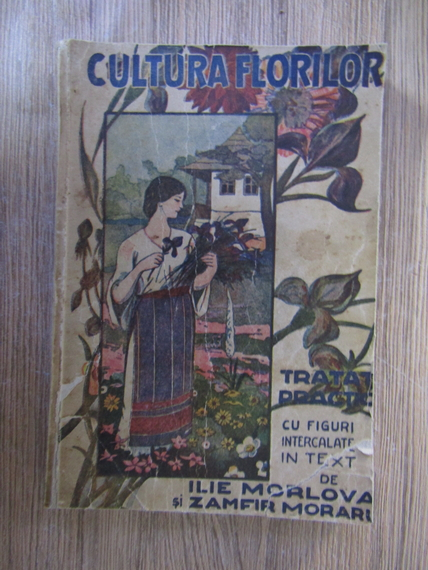 CULTURA FLORILOR
TRATAT
PRACTIC
CU FIGURI
INTERCALATE
IN TEXT
DE
ILIE MORLOVA
și ZAMFIR MORARU